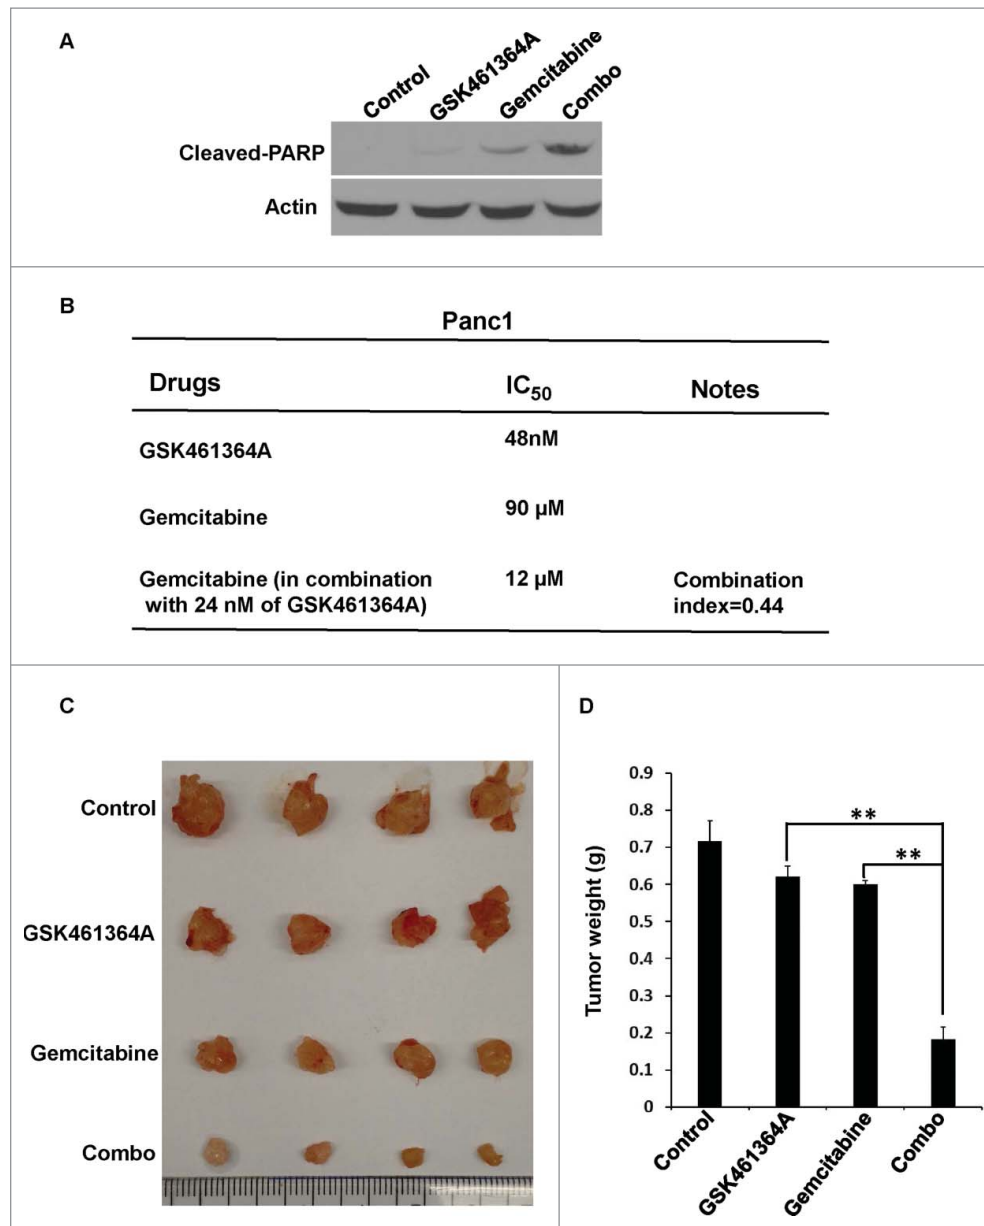 A
Control
GSK461364A
Gemcitabine
Combo
Cleaved-PARP
Actin
B
Panc1
Drugs IC50 Notes
GSK461364A 48nM
Gemcitabine 90 µM
Gemcitabine (in combination 12 µM Combination
with 24 nM of GSK461364A) index=0.44
C
Control
GSK461364A
Gemcitabine
Combo
D
Tumor weight (g)
0.9
0.8
0.7
0.6
0.5
0.4
0.3
0.2
0.1
0
**
**
Control
GSK461364A
Gemcitabine
Combo